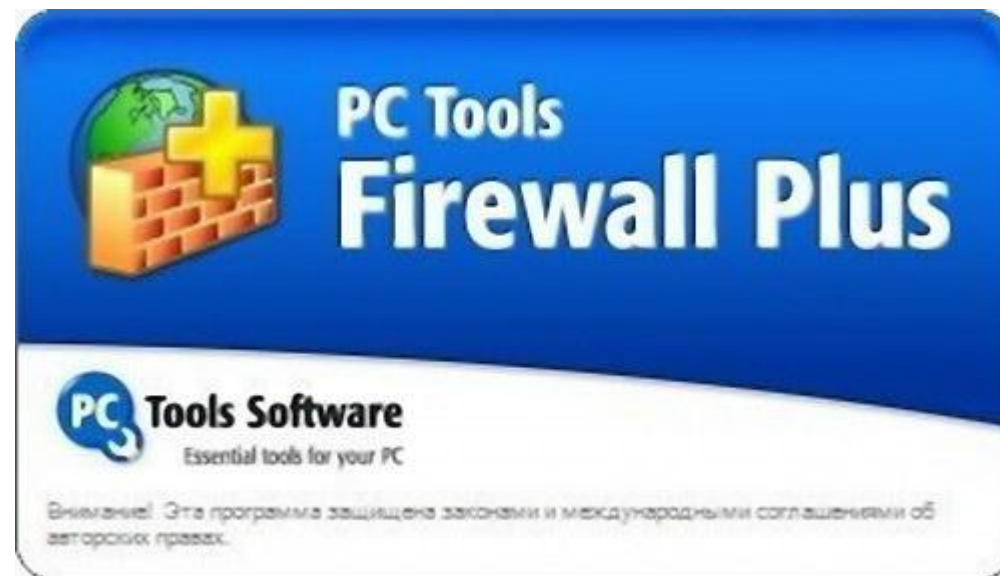 PC Tools
Firewall Plus
PC Tools Software
Essential tools for your PC
Внимание! Эта программа защищена законами и международными соглашениями об
авторских правах.